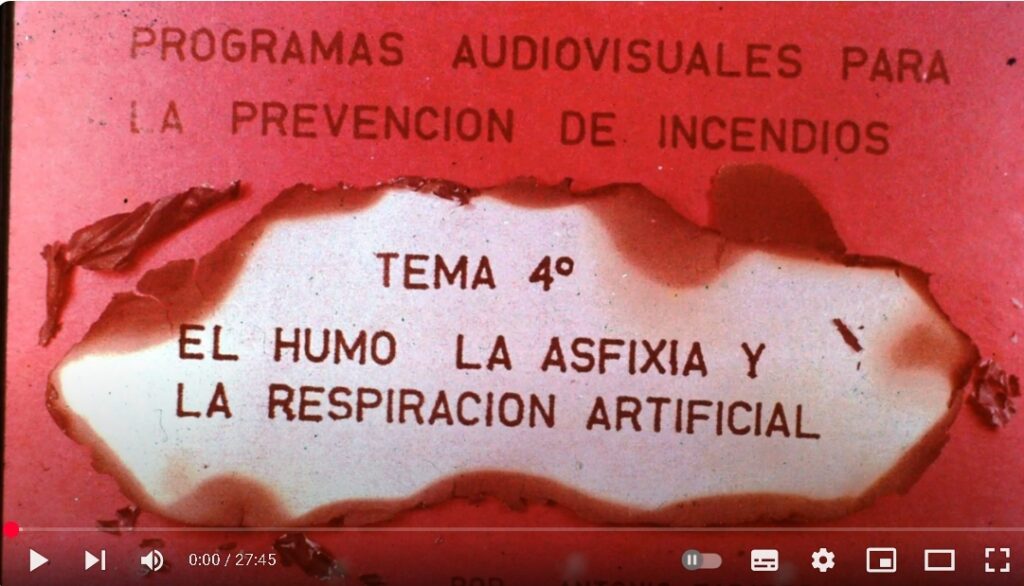 PROGRAMAS AUDIOVISUALES PARA
LA PREVENCION DE INCENDIOS
TEMA 4º
EL HUMO LA ASFIXIA Y
LA RESPIRACION ARTIFICIAL
0:00 / 27:45